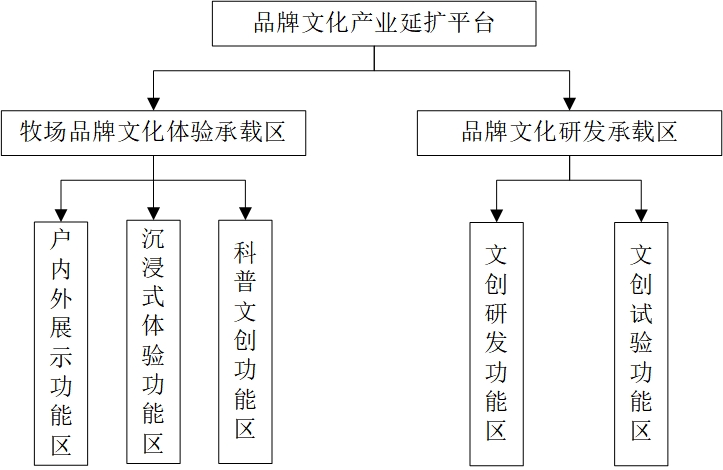 品牌文化产业延扩平台
牧场品牌文化体验承载区
品牌文化研发承载区
户内外展示功能区
沉浸式体验功能区
科普文创功能区
文创研发功能区
文创试验功能区